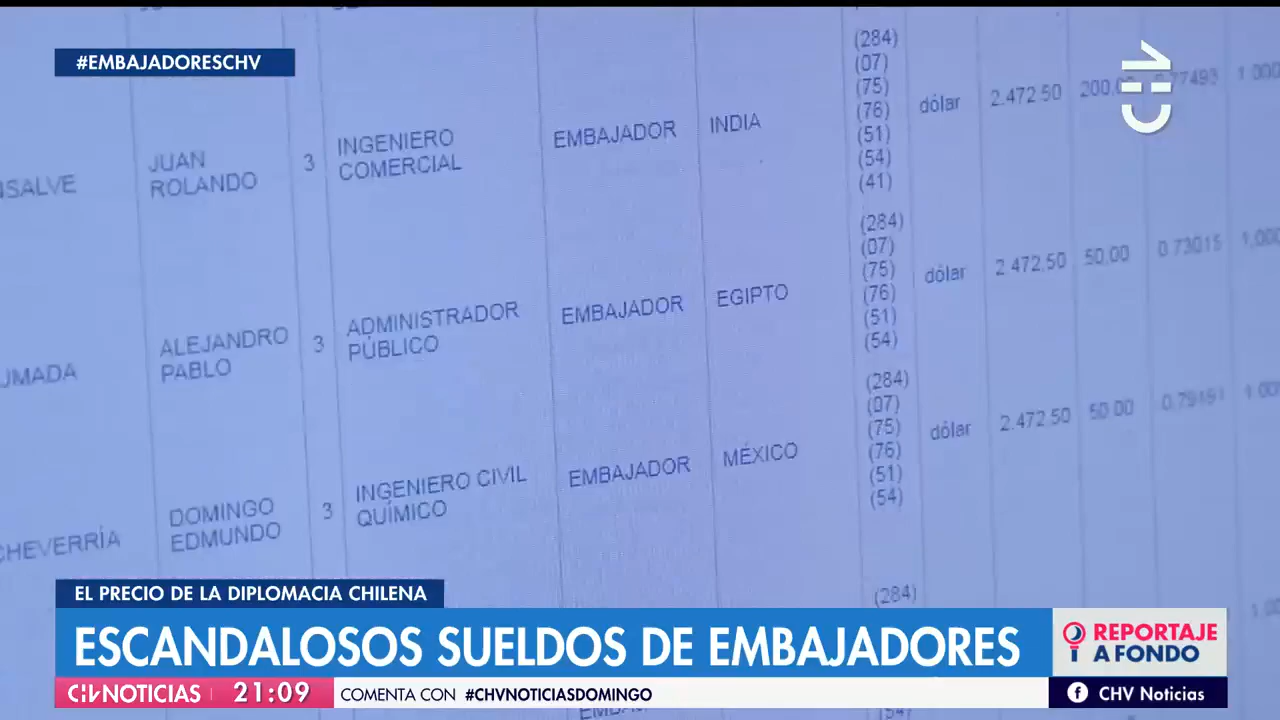 #EMBAJADORESCHV
JUAN
ROLANDO
3
INGENIERO
COMERCIAL
EMBAJADOR
INDIA
(284)
(07)
(75)
(76)
(51)
(54)
(41)
dólar
2.472,50
ALEJANDRO
PABLO
3
ADMINISTRADOR
PÚBLICO
EMBAJADOR
EGIPTO
(284)
(07)
(75)
(76)
(51)
(54)
dólar
2.472,50
50,00
0.73015
DOMINGO
EDMUNDO
3
INGENIERO CIVIL
QUÍMICO
EMBAJADOR
MÉXICO
(284)
(07)
(75)
(76)
(51)
(54)
dólar
2.472,50
50,00
(284)
EL PRECIO DE LA DIPLOMACIA CHILENA
ESCANDALOSOS SUELDOS DE EMBAJADORES
REPORTAJE
A FONDO
CHV NOTICIAS
21:09
COMENTA CON #CHVNOTICIASDOMINGO
CHV Noticias